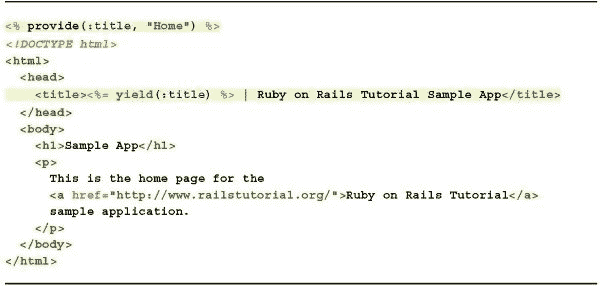 <% provide(:title, "Home") %>
<!DOCTYPE html>
<html>
  <head>
    <title><%= yield(:title) %> | Ruby on Rails Tutorial Sample App</title>
  </head>
  <body>
    <h1>Sample App</h1>
    <p>
      This is the home page for the
      <a href="http://www.railstutorial.org/">Ruby on Rails Tutorial</a>
      sample application.
    </p>
  </body>
</html>